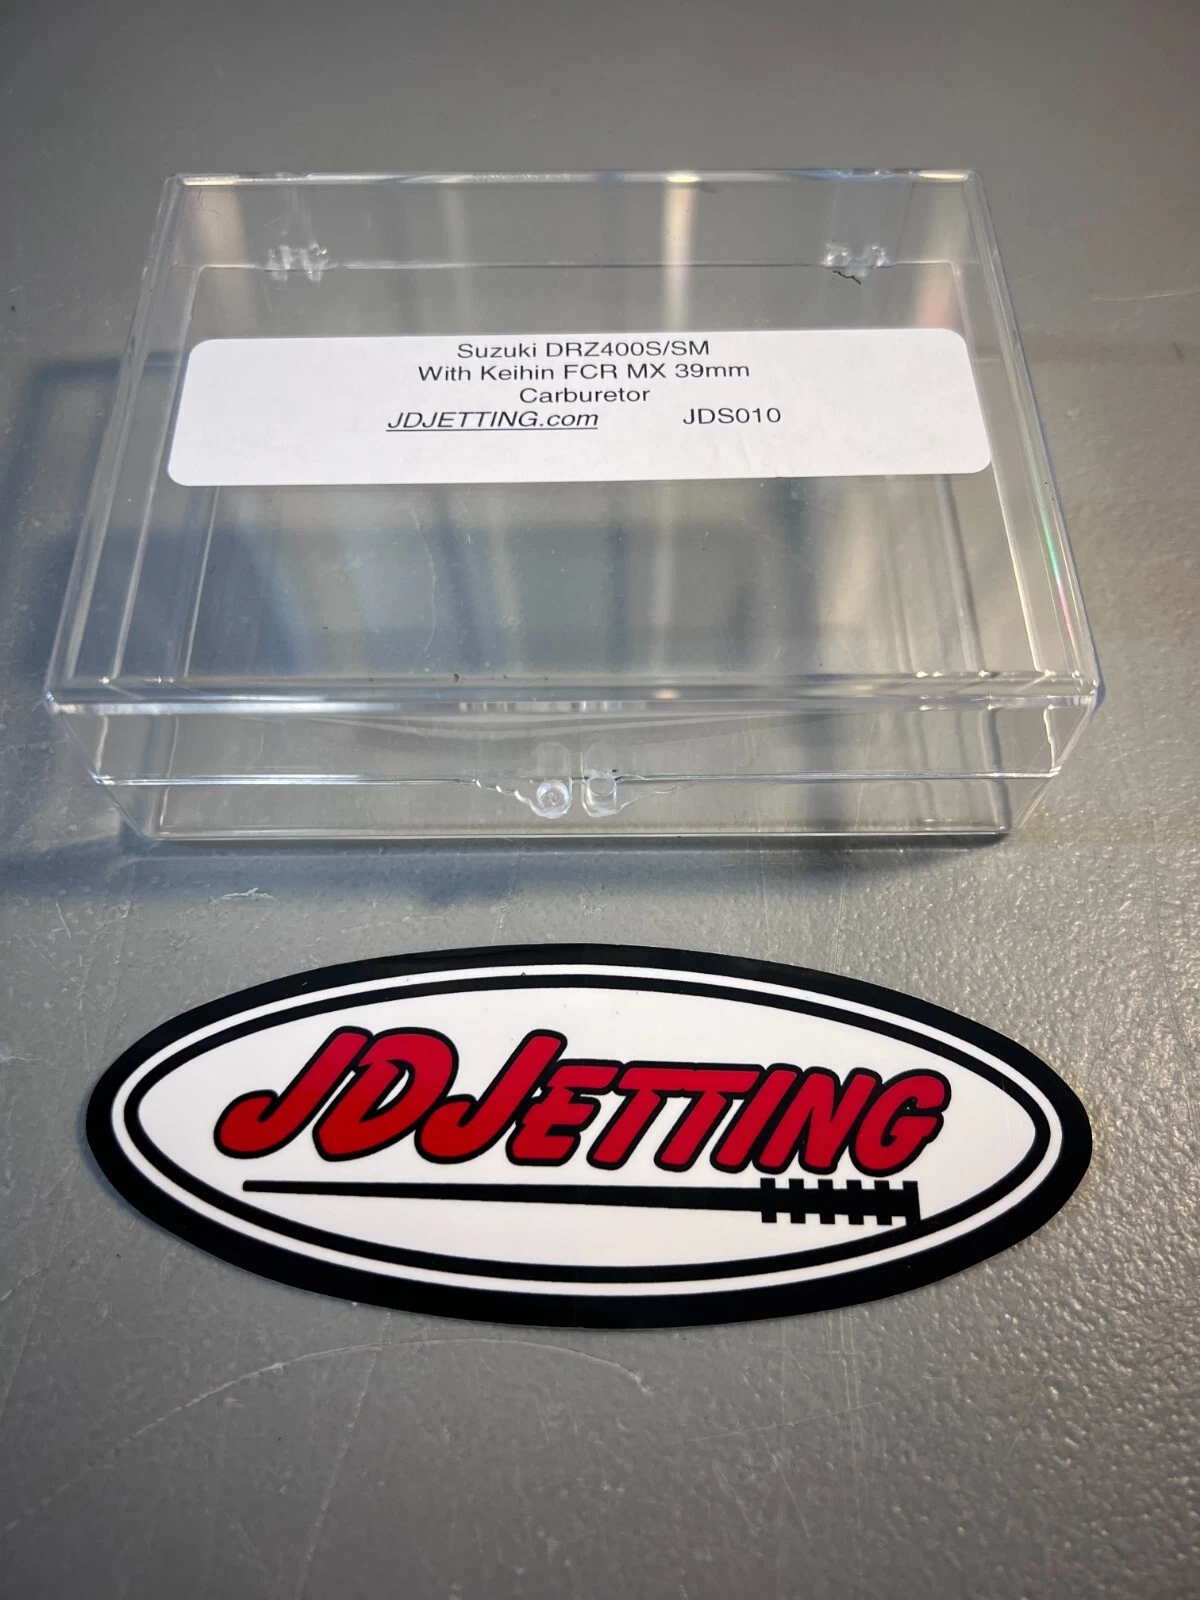 Suzuki DRZ400S/SM
With Keihin FCR MX 39mm
Carburetor
JDJETTING.com JDS010
JDJETTING